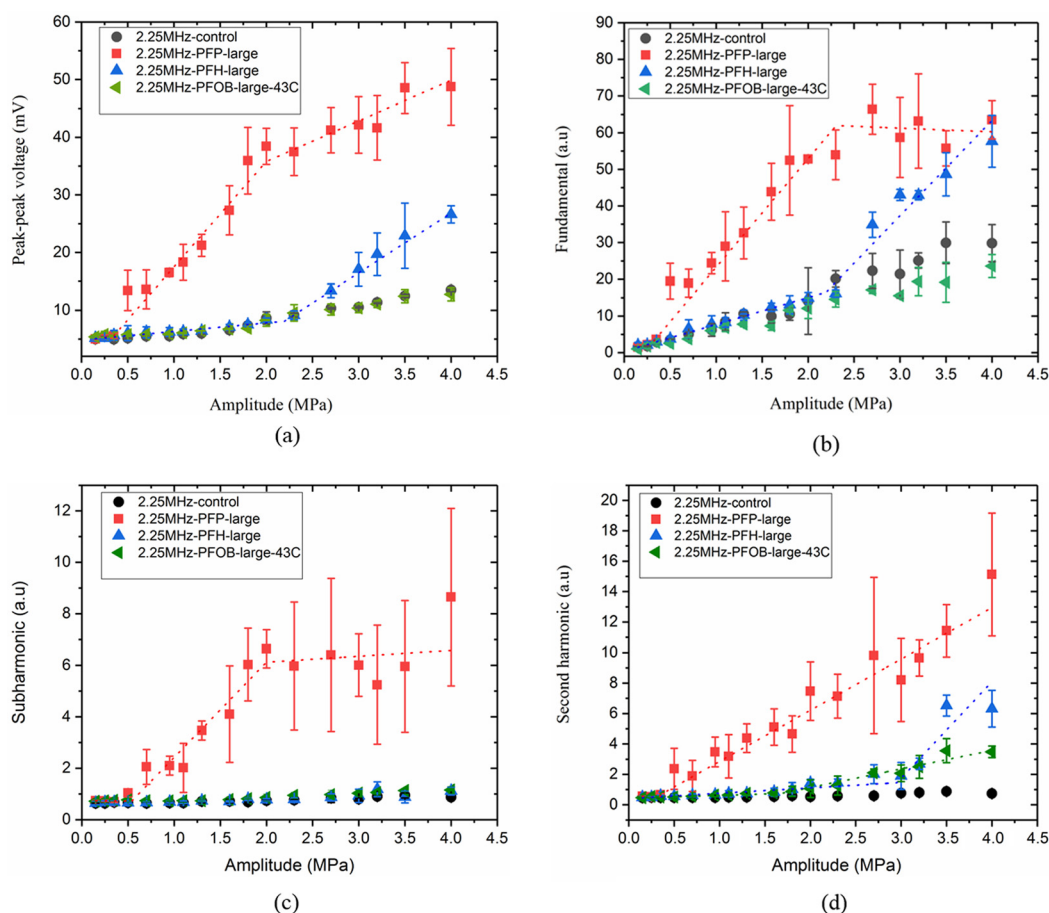 60
50
40
30
20
10
Peak-peak voltage (mV)
2.25MHz-control
2.25MHz-PFP-large
2.25MHz-PFH-large
2.25MHz-PFOB-large-43C
0.0 0.5 1.0 1.5 2.0 2.5 3.0 3.5 4.0 4.5
Amplitude (MPa)
(a)
90
80
70
60
50
40
30
20
10
0
Fundamental (a.u)
2.25MHz-control
2.25MHz-PFP-large
2.25MHz-PFH-large
2.25MHz-PFOB-large-43C
0.0 0.5 1.0 1.5 2.0 2.5 3.0 3.5 4.0 4.5
Amplitude (MPa)
(b)
12
10
8
6
4
2
0
Subharmonic (a.u)
2.25MHz-control
2.25MHz-PFP-large
2.25MHz-PFH-large
2.25MHz-PFOB-large-43C
0.0 0.5 1.0 1.5 2.0 2.5 3.0 3.5 4.0 4.5
Amplitude (MPa)
(c)
20
18
16
14
12
10
8
6
4
2
0
Second harmonic (a.u)
2.25MHz-control
2.25MHz-PFP-large
2.25MHz-PFH-large
2.25MHz-PFOB-large-43C
0.0 0.5 1.0 1.5 2.0 2.5 3.0 3.5 4.0 4.5
Amplitude (MPa)
(d)